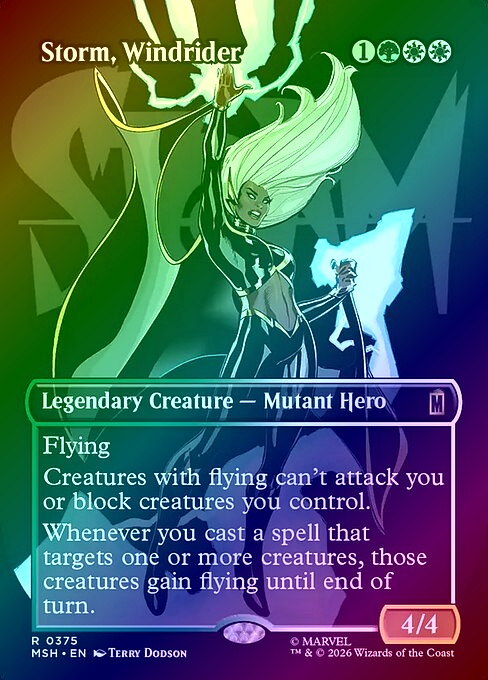 Storm, Windrider 1
STORM
Legendary Creature — Mutant Hero M
Flying
Creatures with flying can't attack you
or block creatures you control.
Whenever you cast a spell that
targets one or more creatures, those
creatures gain flying until end of
turn.
4/4
R 0375
MSH • EN Terry Dodson
© MARVEL
™ & © 2026 Wizards of the Coast